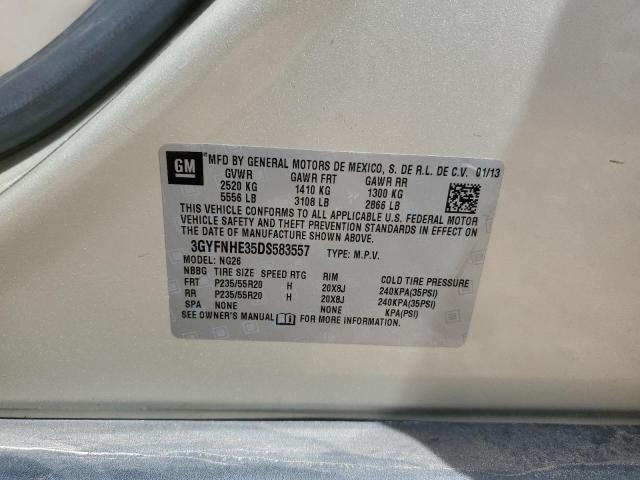 GM MFD BY GENERAL MOTORS DE MEXICO, S. DE R.L. DE C.V. 01/13
GVWR GAWR FRT GAWR RR
2520 KG 1410 KG 1300 KG
5556 LB 3108 LB 2866 LB
THIS VEHICLE CONFORMS TO ALL APPLICABLE U.S. FEDERAL MOTOR
VEHICLE SAFETY AND THEFT PREVENTION STANDARDS IN EFFECT ON
THE DATE OF MANUFACTURE SHOWN ABOVE.
3GYFNHE35DS583557 TYPE: M.P.V.
MODEL: NG26
NBBG TIRE SIZE SPEED RTG RIM COLD TIRE PRESSURE
FRT P235/55R20 H 20X8J 240KPA(35PSI)
RR P235/55R20 H 20X8J 240KPA(35PSI)
SPA NONE NONE KPA(PSI)
SEE OWNER'S MANUAL FOR MORE INFORMATION.